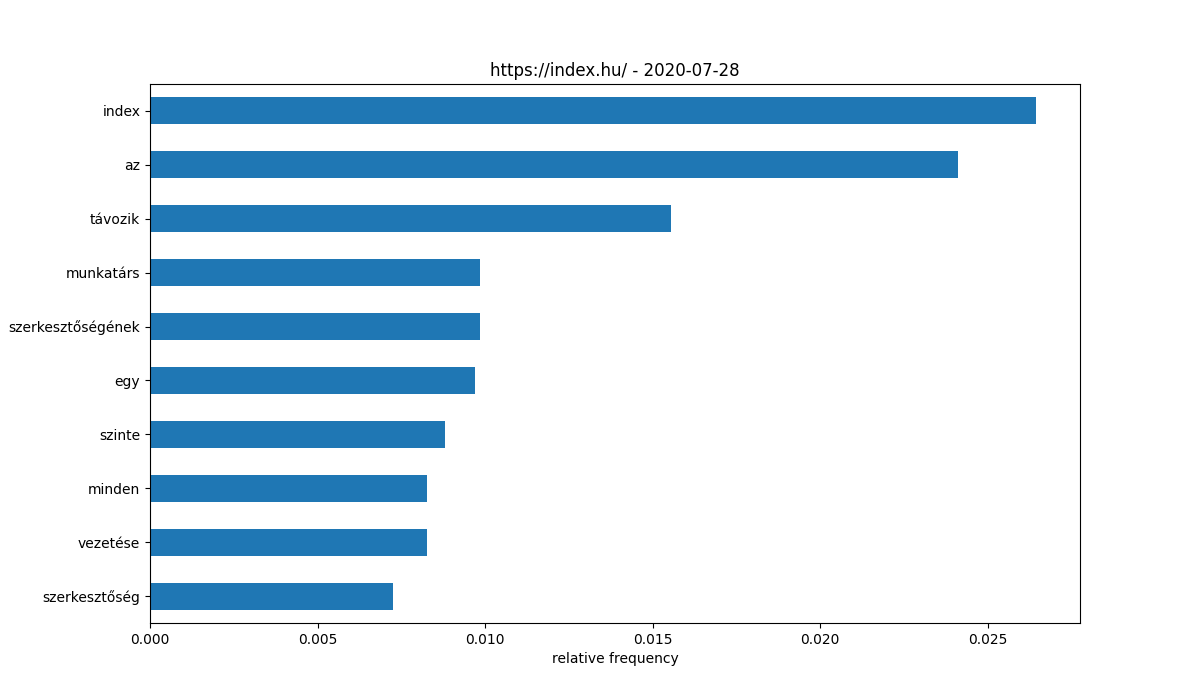 https://index.hu/ - 2020-07-28
index
az
távozik
munkatárs
szerkesztőségének
egy
szinte
minden
vezetése
szerkesztőség
0.000 0.005 0.010 0.015 0.020 0.025
relative frequency